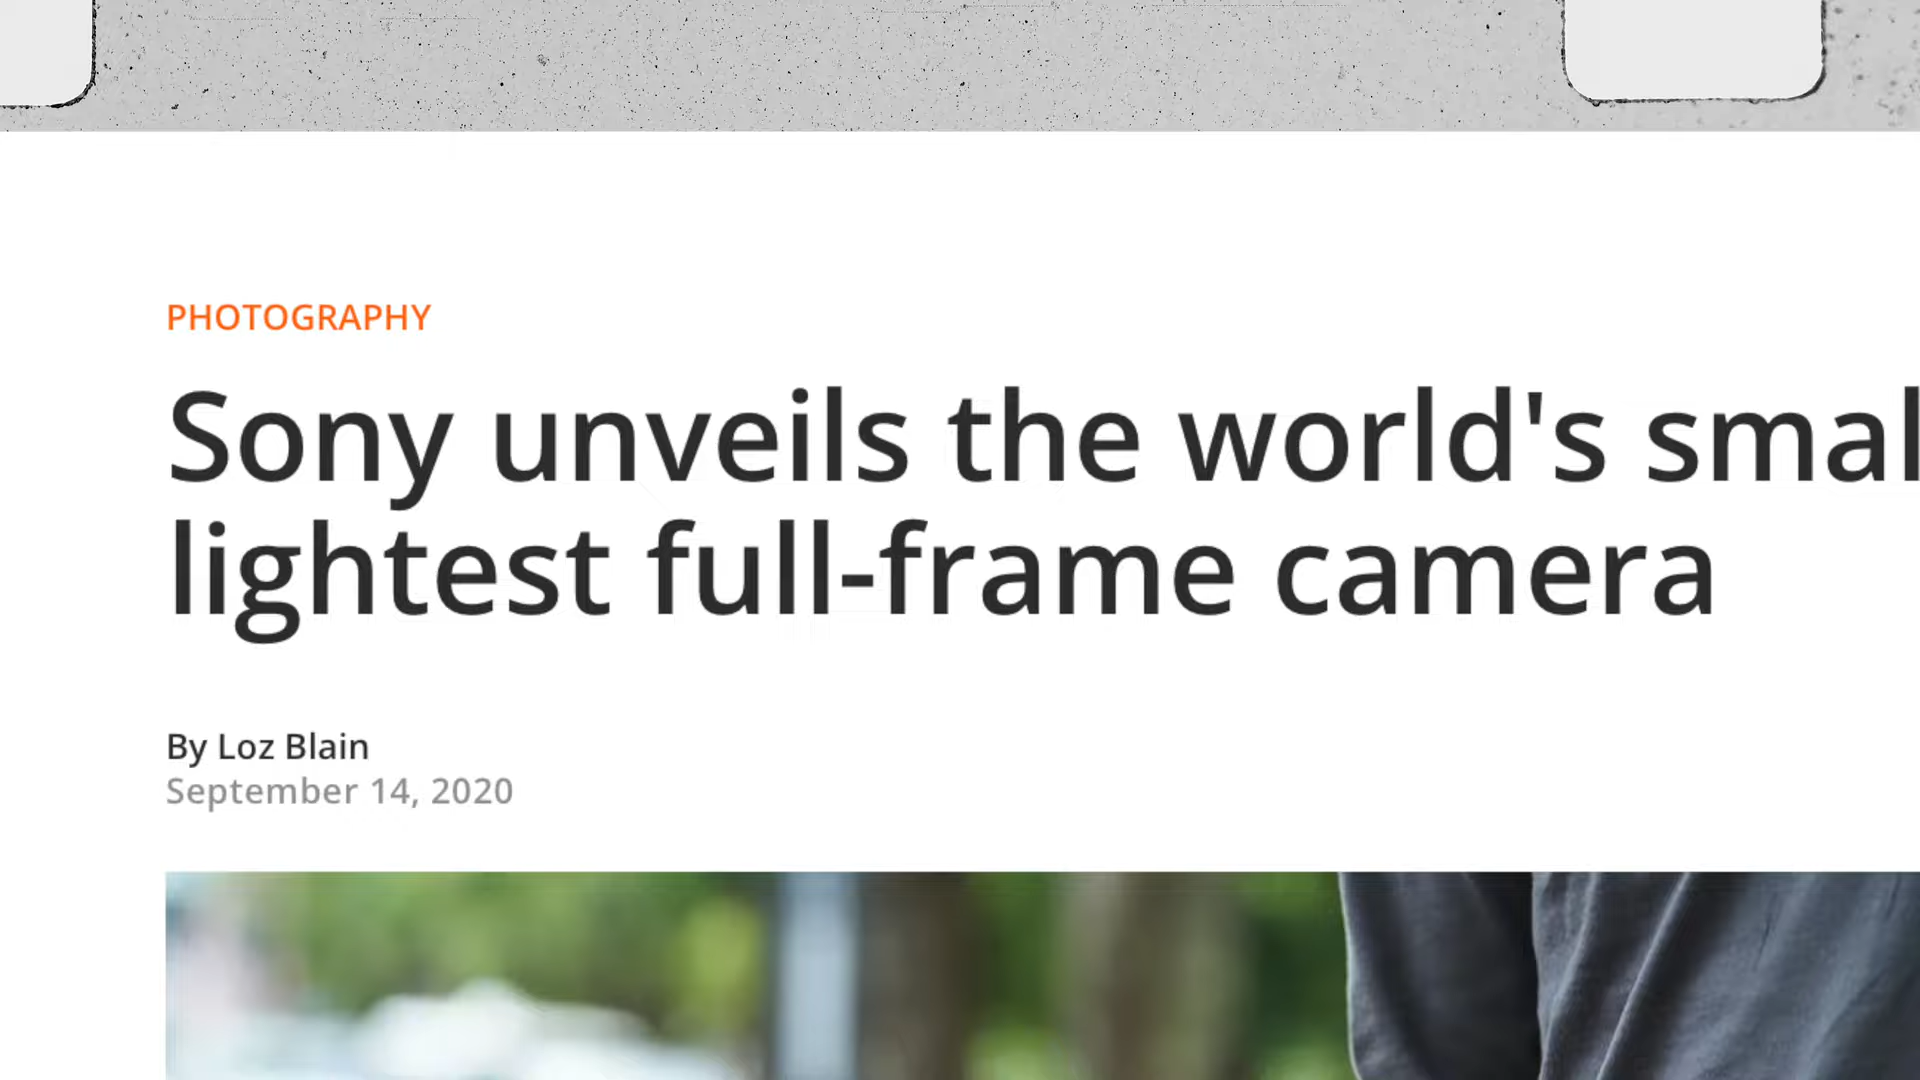 PHOTOGRAPHY
Sony unveils the world's smal
lightest full-frame camera
By Loz Blain
September 14, 2020